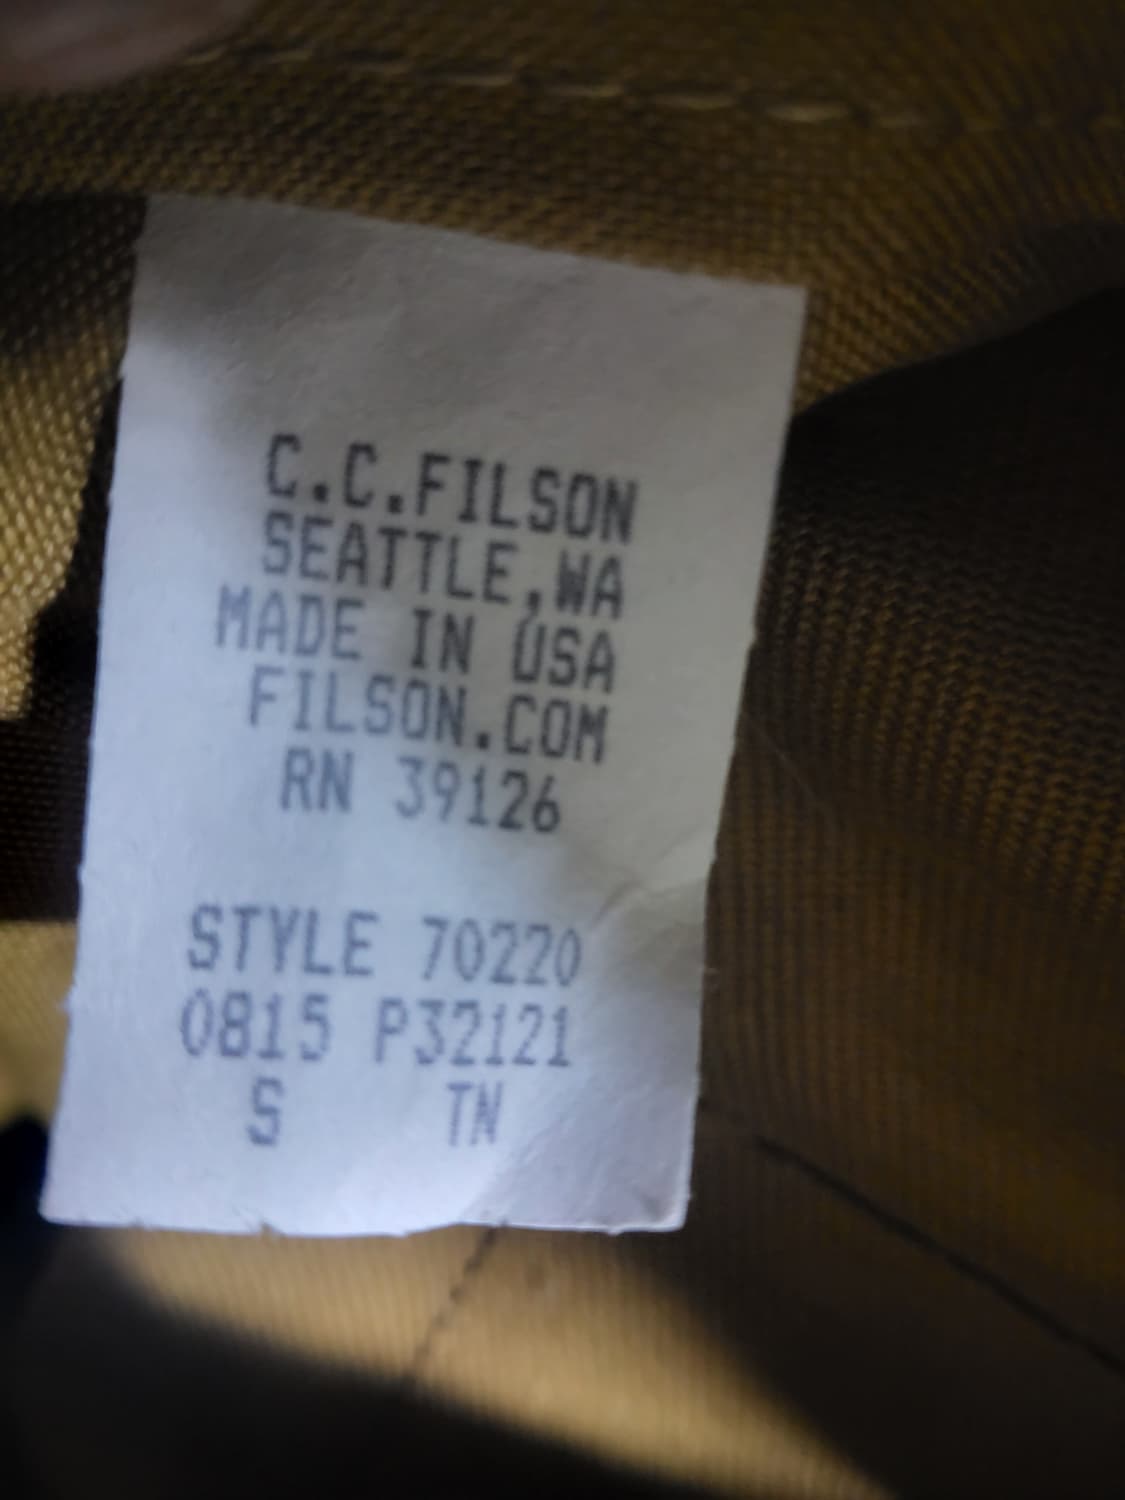 C.C.FILSON
SEATTLE,WA
MADE IN USA
FILSON.COM
RN 39126
STYLE 70220
0815 P32121
S TN